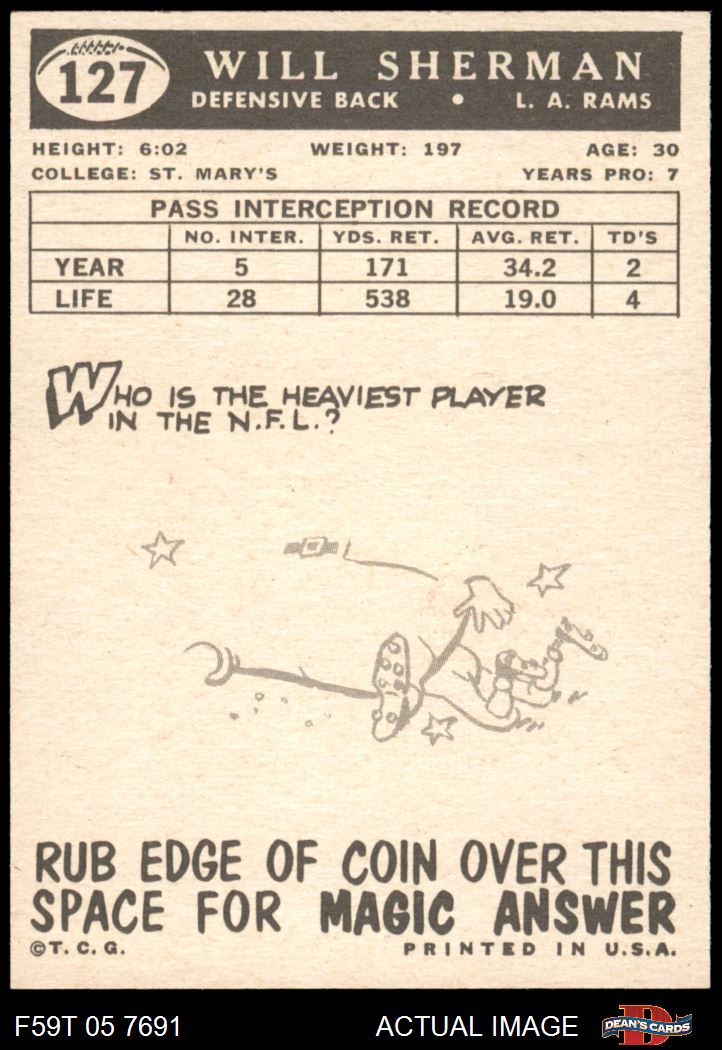 127
WILL SHERMAN
DEFENSIVE BACK • L. A. RAMS
HEIGHT: 6:02 WEIGHT: 197 AGE: 30
COLLEGE: ST. MARY'S YEARS PRO: 7
PASS INTERCEPTION RECORD
NO. INTER. YDS. RET. AVG. RET. TD'S
YEAR 5 171 34.2 2
LIFE 28 538 19.0 4
WHO IS THE HEAVIEST PLAYER
IN THE N.F.L.?
RUB EDGE OF COIN OVER THIS
SPACE FOR MAGIC ANSWER
©T. C. G. PRINTED IN U.S.A.
F59T 05 7691 ACTUAL IMAGE D DEAN'S CARDS